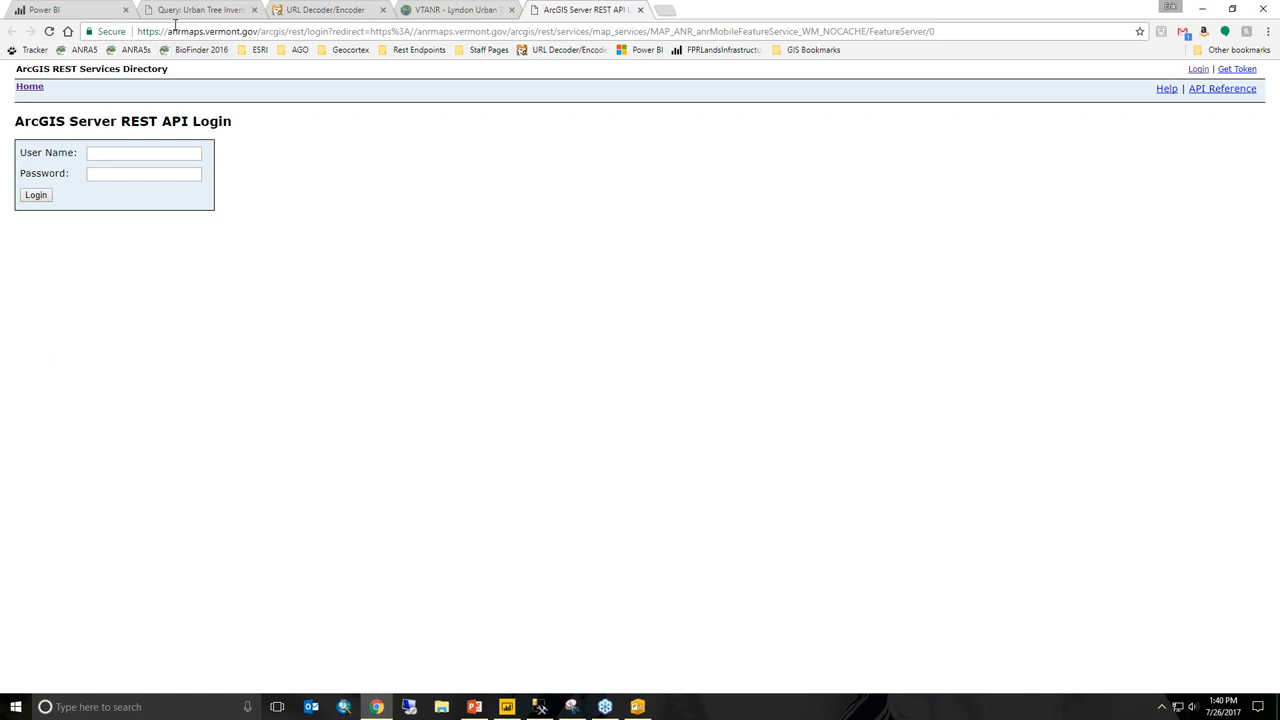 Power BI
Query: Urban Tree Inven
URL Decoder/Encoder
VTANR - Lyndon Urban T
ArcGIS Server REST API L
Secure
https://anrmaps.vermont.gov/arcgis/rest/login?redirect=https%3A//anrmaps.vermont.gov/arcgis/rest/services/map_services/MAP_ANR_anrMobileFeatureService_WM_NOCACHE/FeatureServer/0
Tracker
ANRA5
ANRA5s
BioFinder 2016
ESRI
AGO
Geocortex
Rest Endpoints
Staff Pages
URL Decoder/Encode
Power BI
FPRLandsInfrastructu
GIS Bookmarks
Other bookmarks
ArcGIS REST Services Directory
Login | Get Token
Home
Help | API Reference
ArcGIS Server REST API Login
User Name:
Password:
Login
Type here to search
1:40 PM
7/26/2017